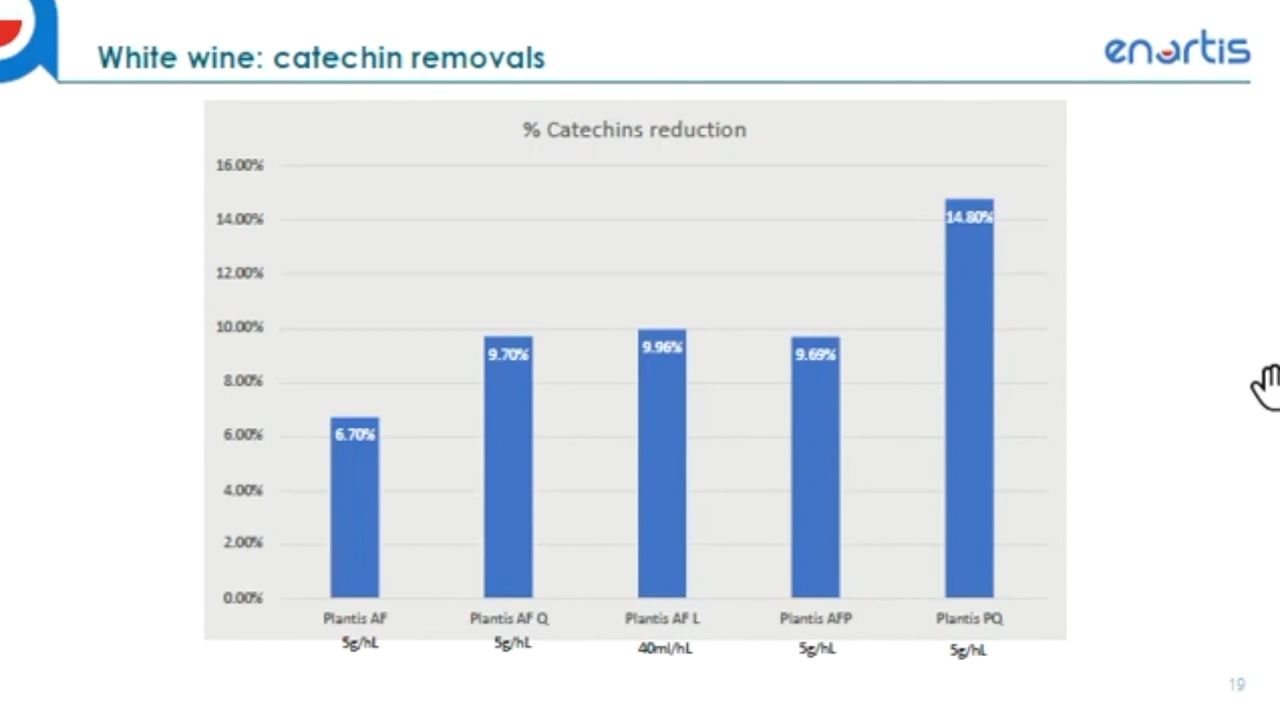 White wine: catechin removals
enartis
% Catechins reduction
16.00%
14.00%
12.00%
10.00%
8.00%
6.00%
4.00%
2.00%
0.00%
6.70%
9.70%
9.96%
9.69%
14.80%
Plantis AF
Plantis AF Q
Plantis AF L
Plantis AFP
Plantis PQ
5g/hL
5g/hL
40ml/hL
5g/hL
5g/hL
19